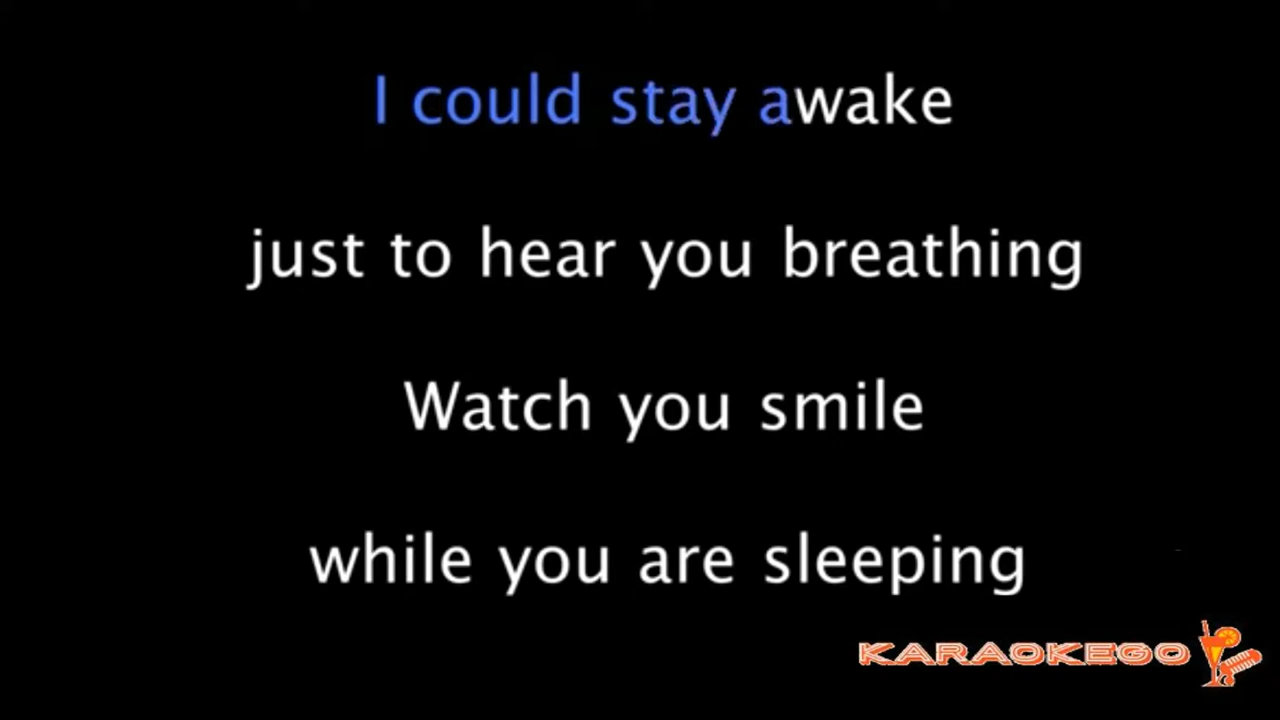 I could stay awake
just to hear you breathing
Watch you smile
while you are sleeping
KARAOKEGO